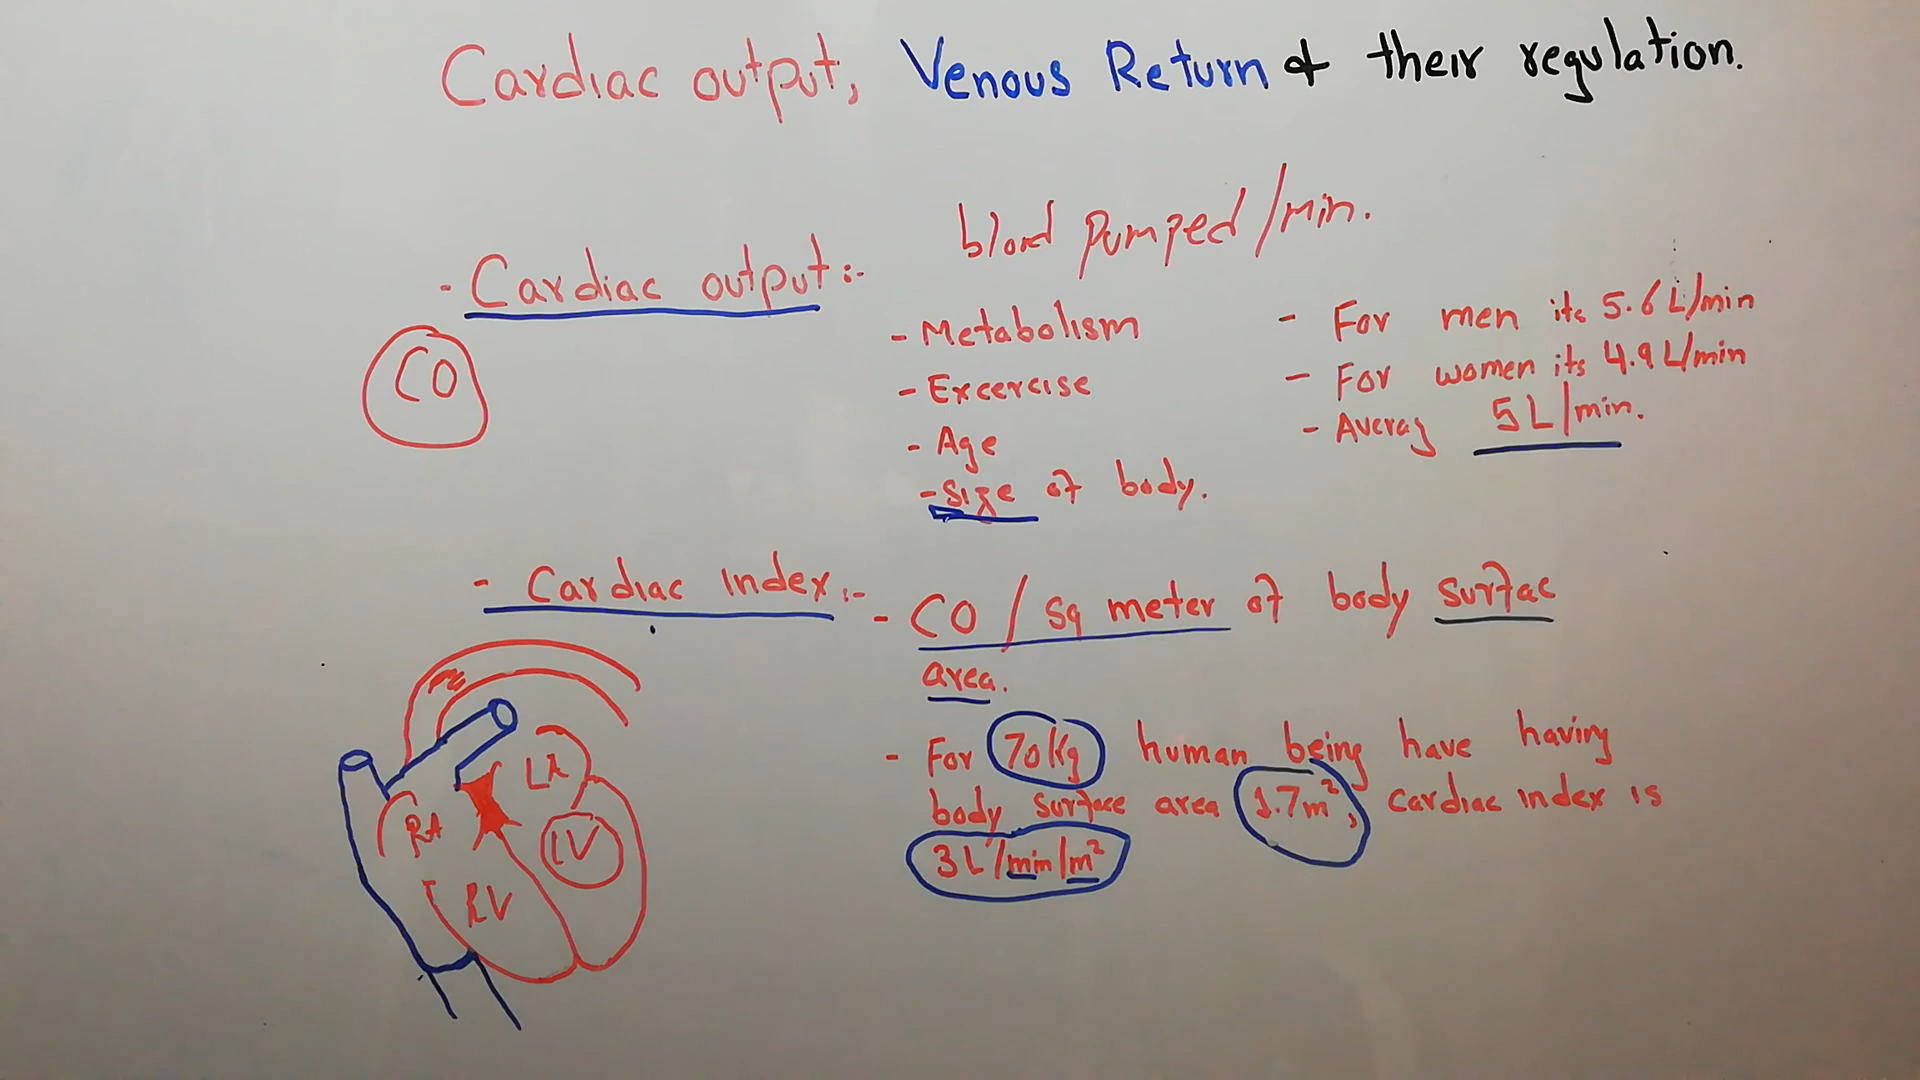 Cardiac output, Venous Return & their regulation.
blood pumped/min.
- Cardiac output:-
CO
- Metabolism
- Excercise
- Age
- Size of body.
- For men its 5.6 L/min
- For women its 4.9 L/min
- Averag 5 L/min.
- Cardiac Index:-
- CO / Sq meter of body surfac
area.
- For 70Kg human being have having
body surface area 1.7m², cardiac index is
3 L/min/m²
LA
RA
LV
RV